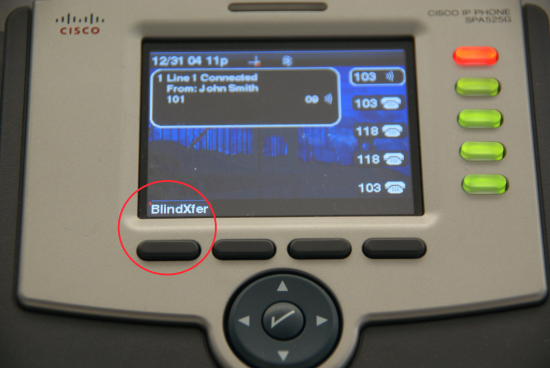 CISCO
CISCO IP PHONE
SPA525G
12/31 04 11p
1 Line 1 Connected
From: John Smith
101
09
103
103
118
118
103
BlindXfer